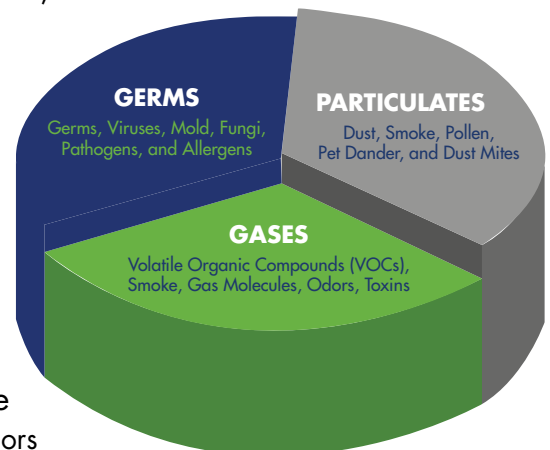 GERMS
Germs, Viruses, Mold, Fungi,
Pathogens, and Allergens
PARTICULATES
Dust, Smoke, Pollen,
Pet Dander, and Dust Mites
GASES
Volatile Organic Compounds (VOCs),
Smoke, Gas Molecules, Odors, Toxins